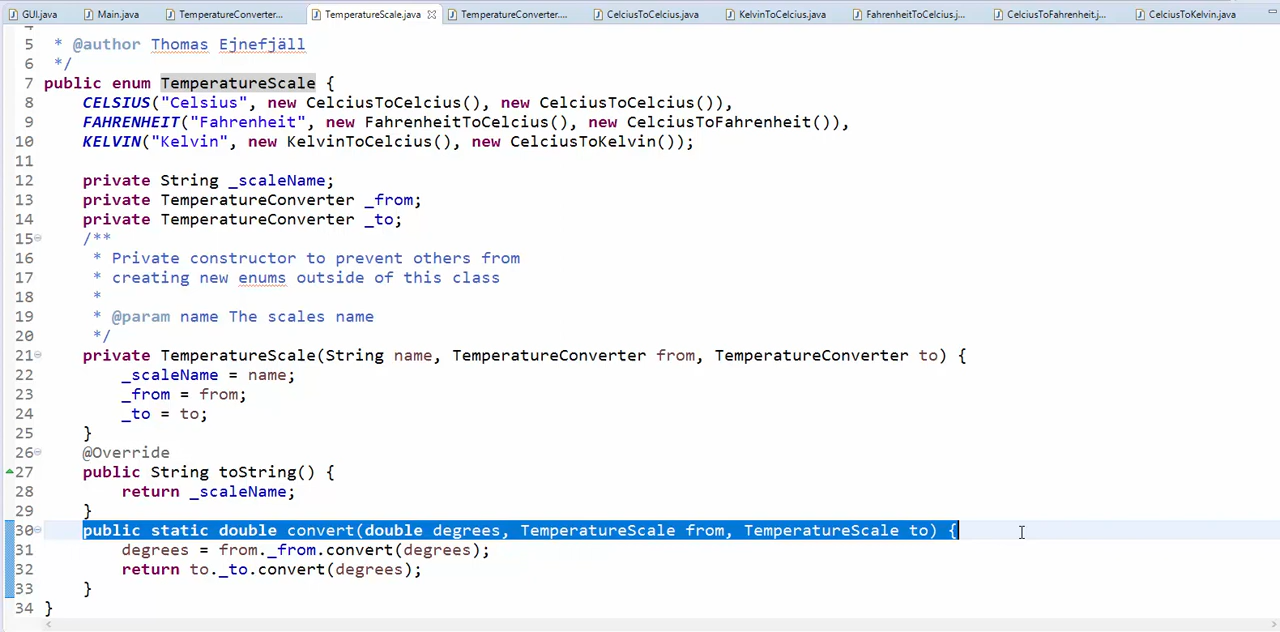 GUI.java Main.java TemperatureConverter... TemperatureScale.java TemperatureConverter.... CelciusToCelcius.java KelvinToCelcius.java FahrenheitToCelcius.j... CelciusToFahrenheit.j... CelciusToKelvin.java
5 * @author Thomas Ejnefjäll
6 */
7 public enum TemperatureScale {
8 CELSIUS("Celsius", new CelciusToCelcius(), new CelciusToCelcius()),
9 FAHRENHEIT("Fahrenheit", new FahrenheitToCelcius(), new CelciusToFahrenheit()),
10 KELVIN("Kelvin", new KelvinToCelcius(), new CelciusToKelvin());
11
12 private String _scaleName;
13 private TemperatureConverter _from;
14 private TemperatureConverter _to;
15 /**
16 * Private constructor to prevent others from
17 * creating new enums outside of this class
18 *
19 * @param name The scales name
20 */
21 private TemperatureScale(String name, TemperatureConverter from, TemperatureConverter to) {
22 _scaleName = name;
23 _from = from;
24 _to = to;
25 }
26 @Override
27 public String toString() {
28 return _scaleName;
29 }
30 public static double convert(double degrees, TemperatureScale from, TemperatureScale to) {
31 degrees = from._from.convert(degrees);
32 return to._to.convert(degrees);
33 }
34 }